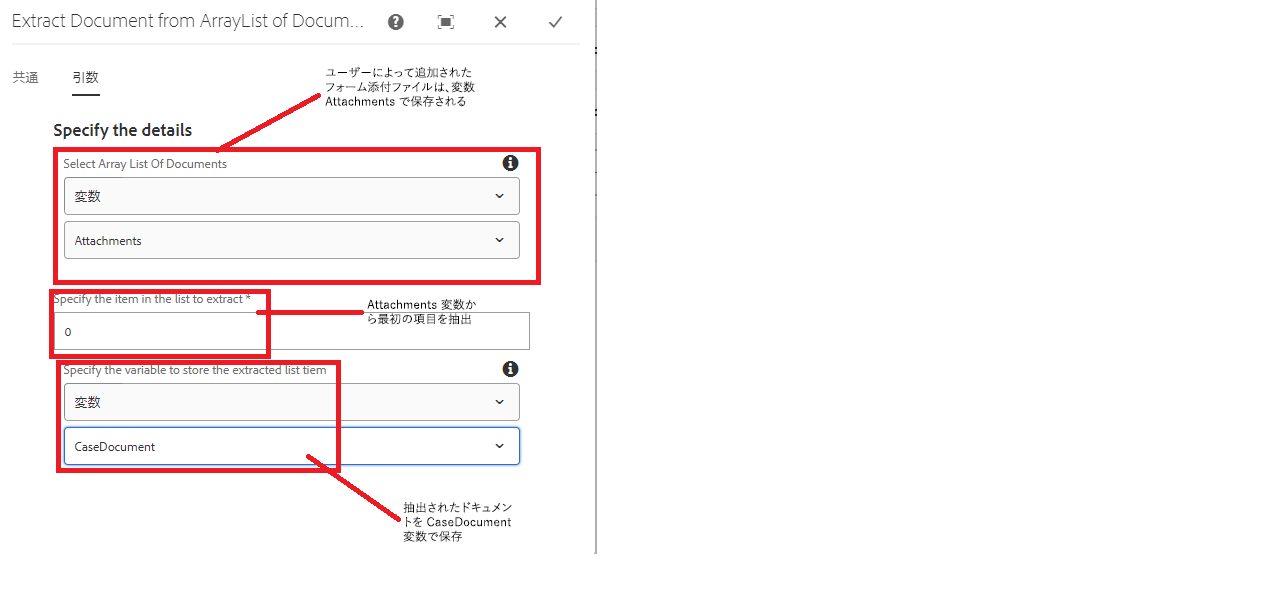 Extract Document from ArrayList of Docum...
共通 引数
ユーザーによって追加された
フォーム添付ファイルは、変数
Attachments で保存される
Specify the details
Select Array List Of Documents
変数
Attachments
Specify the item in the list to extract *
Attachments 変数か
ら最初の項目を抽出
0
Specify the variable to store the extracted list tiem
変数
CaseDocument
抽出されたドキュメン
トを CaseDocument
変数で保存